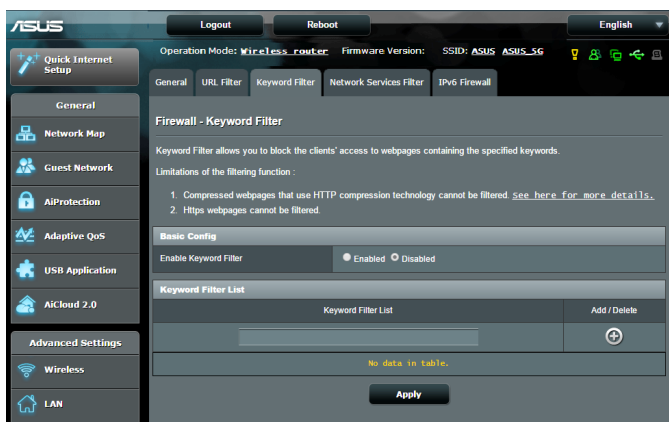 ASUS
Logout
Reboot
English
Quick Internet
Setup
Operation Mode: Wireless router Firmware Version: SSID: ASUS ASUS_5G
General
URL Filter
Keyword Filter
Network Services Filter
IPv6 Firewall
General
Network Map
Guest Network
AiProtection
Adaptive QoS
USB Application
AiCloud 2.0
Advanced Settings
Wireless
LAN
Firewall - Keyword Filter
Keyword Filter allows you to block the clients' access to webpages containing the specified keywords.
Limitations of the filtering function :
1. Compressed webpages that use HTTP compression technology cannot be filtered. See here for more details.
2. Https webpages cannot be filtered.
Basic Config
Enable Keyword Filter
Enabled Disabled
Keyword Filter List
Keyword Filter List
Add / Delete
No data in table.
Apply